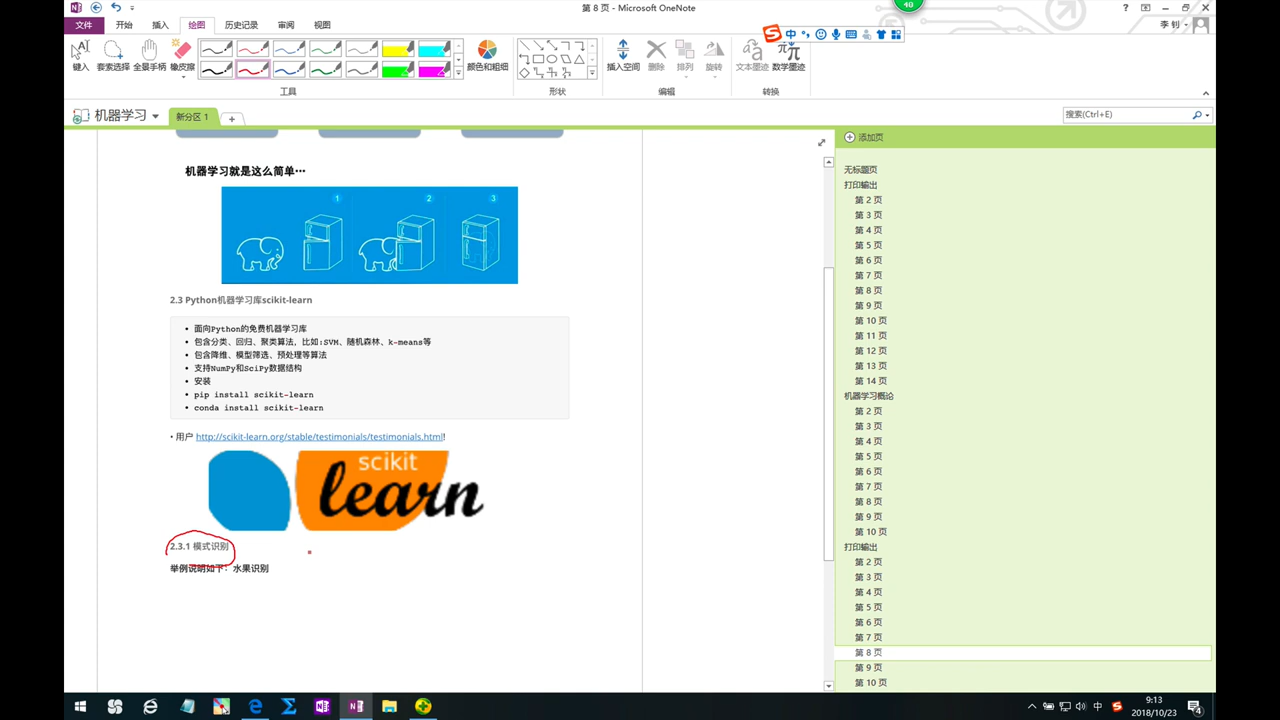 第 8 页 - Microsoft OneNote
48
文件 开始 插入 绘图 历史记录 审阅 视图
李 钊
中
键入 套索选择 全景手柄 橡皮擦 颜色和粗细 插入空间 删除 排列 旋转 文本墨迹 数学墨迹
工具 形状 编辑 转换
机器学习 新分区 1 +
搜索(Ctrl+E)
添加页
机器学习就是这么简单…
1 2 3
2.3 Python机器学习库scikit-learn
• 面向Python的免费机器学习库
• 包含分类、回归、聚类算法, 比如:SVM、随机森林、k-means等
• 包含降维、模型筛选、预处理等算法
• 支持NumPy和SciPy数据结构
• 安装
• pip install scikit-learn
• conda install scikit-learn
• 用户 http://scikit-learn.org/stable/testimonials/testimonials.html!
scikit
learn
2.3.1 模式识别
举例说明如下: 水果识别
无标题页
打印输出
第 2 页
第 3 页
第 4 页
第 5 页
第 6 页
第 7 页
第 8 页
第 9 页
第 10 页
第 11 页
第 12 页
第 13 页
第 14 页
机器学习概论
第 2 页
第 3 页
第 4 页
第 5 页
第 6 页
第 7 页
第 8 页
第 9 页
第 10 页
打印输出
第 2 页
第 3 页
第 4 页
第 5 页
第 6 页
第 7 页
第 8 页
第 9 页
第 10 页
中
9:13
2018/10/23
4